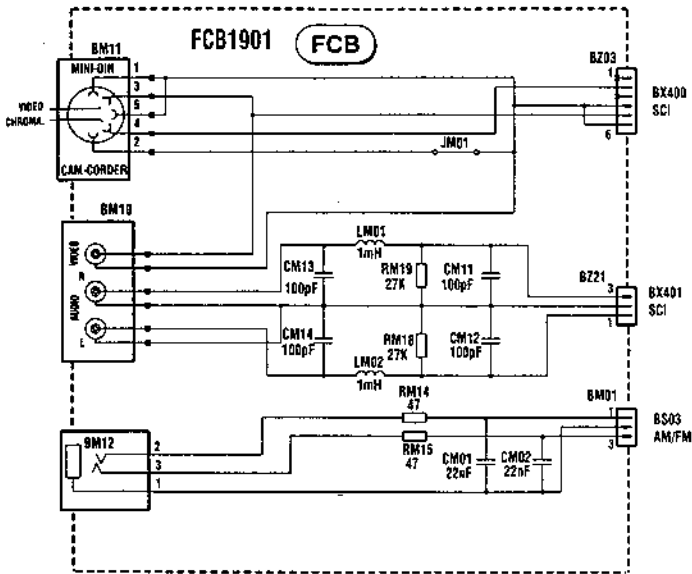 FCB1901
FCB
BM11
MINI-DIN
1
3
5
4
2
VIDEO
CHROMA.
CAM-CORDER
JM01
BZ03
1
6
BX400
SCI
BM10
VIDEO
R
AUDIO
L
LM01
1mH
CM13
100pF
RM19
27K
CM11
100pF
CM14
100pF
RM18
27K
CM12
100pF
LM02
1mH
BZ21
3
1
BX401
SCI
RM14
47
RM15
47
CM01
22nF
CM02
22nF
BM01
1
3
BS03
AM/FM
9M12
2
3
1